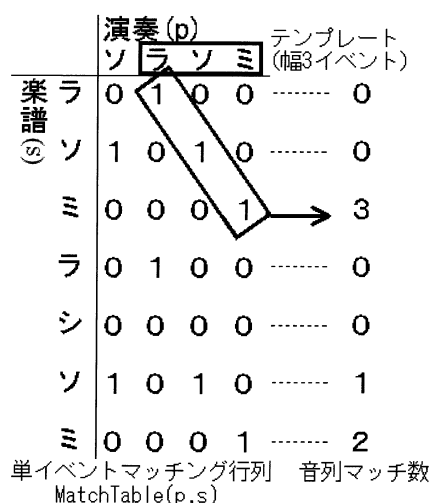 演奏(p)
テンプレート
(幅3イベント)
ソ ラ ソ ミ
楽譜(s)
ラ 0 1 0 0 ------- 0
ソ 1 0 1 0 ------- 0
ミ 0 0 0 1 3
ラ 0 1 0 0 ------- 0
シ 0 0 0 0 ------- 0
ソ 1 0 1 0 ------- 1
ミ 0 0 0 1 ------- 2
単イベントマッチング行列 音列マッチ数
MatchTable(p,s)